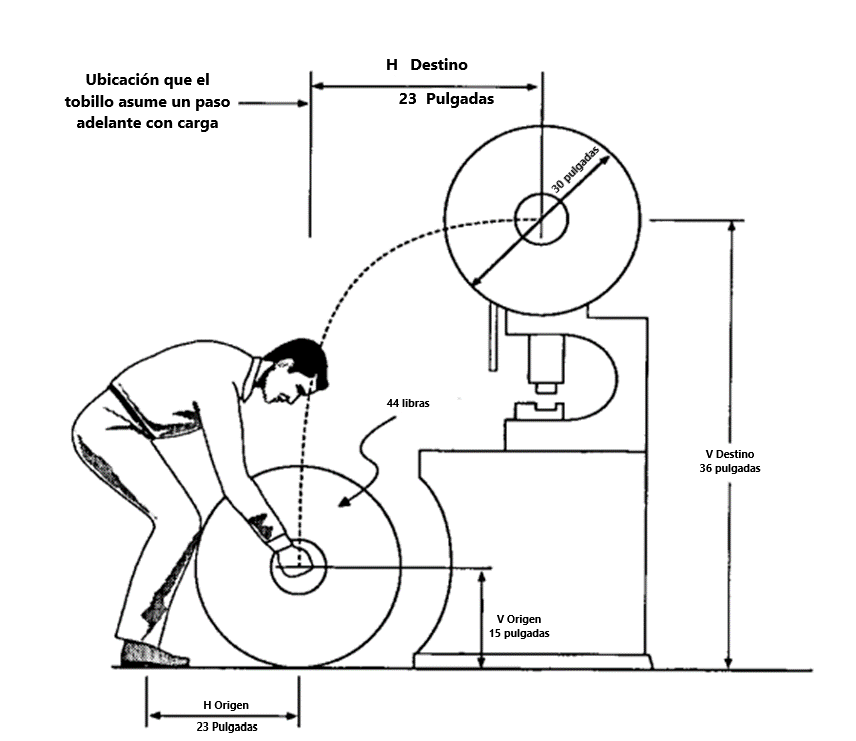 H Destino
23 Pulgadas
Ubicación que el
tobillo asume un paso
adelante con carga
30 pulgadas
44 libras
V Destino
36 pulgadas
V Origen
15 pulgadas
H Origen
23 Pulgadas